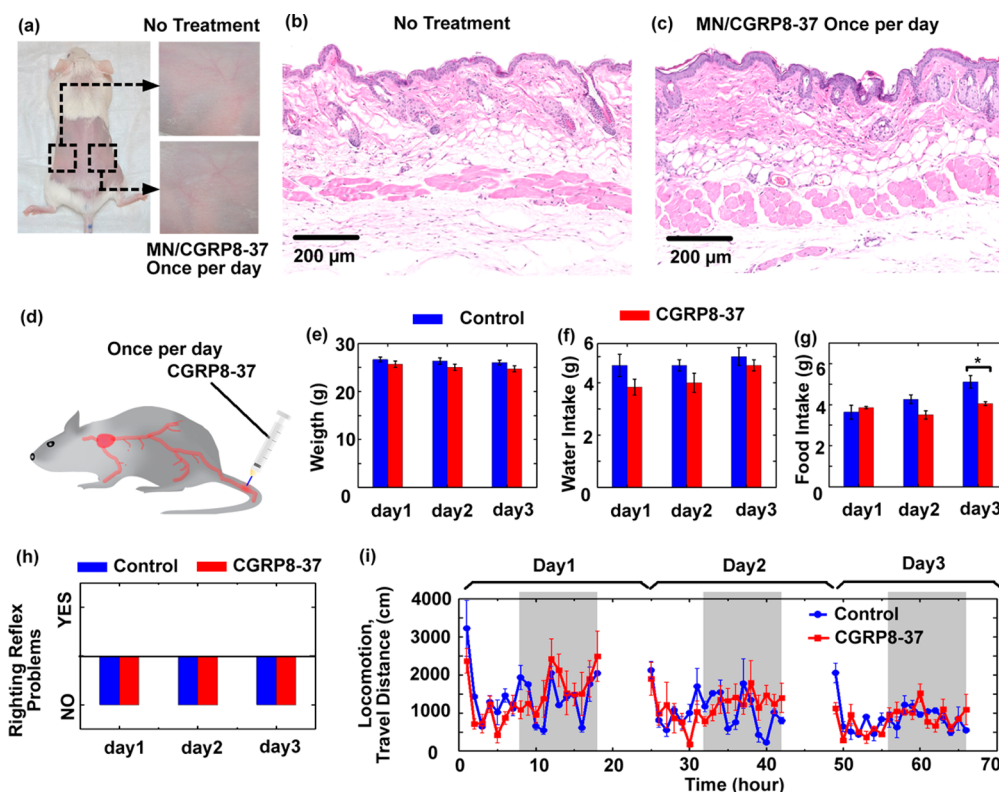 (a)
No Treatment
MN/CGRP8-37
Once per day
(b)
No Treatment
200 µm
(c)
MN/CGRP8-37 Once per day
200 µm
(d)
Once per day
CGRP8-37
Control
CGRP8-37
(e)
Weigth (g)
30
20
10
0
day1
day2
day3
(f)
Water Intake (g)
6
4
2
0
day1
day2
day3
(g)
Food Intake (g)
6
4
2
0
*
day1
day2
day3
(h)
Control
CGRP8-37
Righting Reflex
Problems
YES
NO
day1
day2
day3
(i)
Day1
Day2
Day3
Control
CGRP8-37
Locomotion,
Travel Distance (cm)
4000
3000
2000
1000
0
0
10
20
30
40
50
60
70
Time (hour)